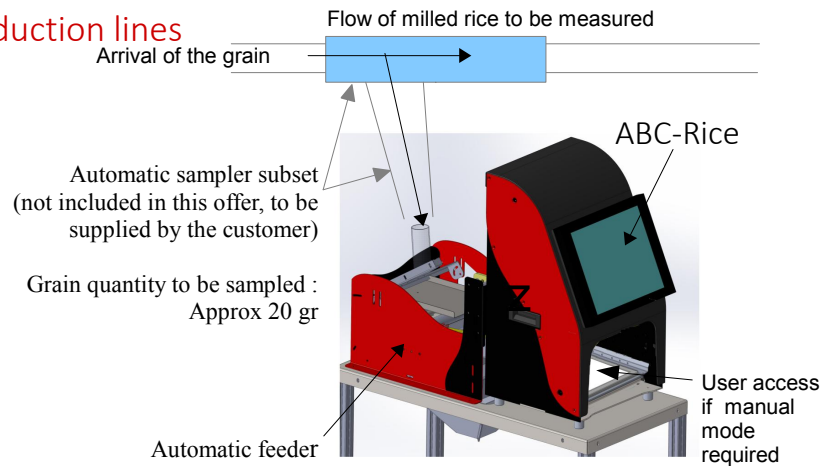 duction lines
Flow of milled rice to be measured
Arrival of the grain
ABC-Rice
Automatic sampler subset
(not included in this offer, to be
supplied by the customer)
Grain quantity to be sampled :
Approx 20 gr
User access
if manual
mode
required
Automatic feeder